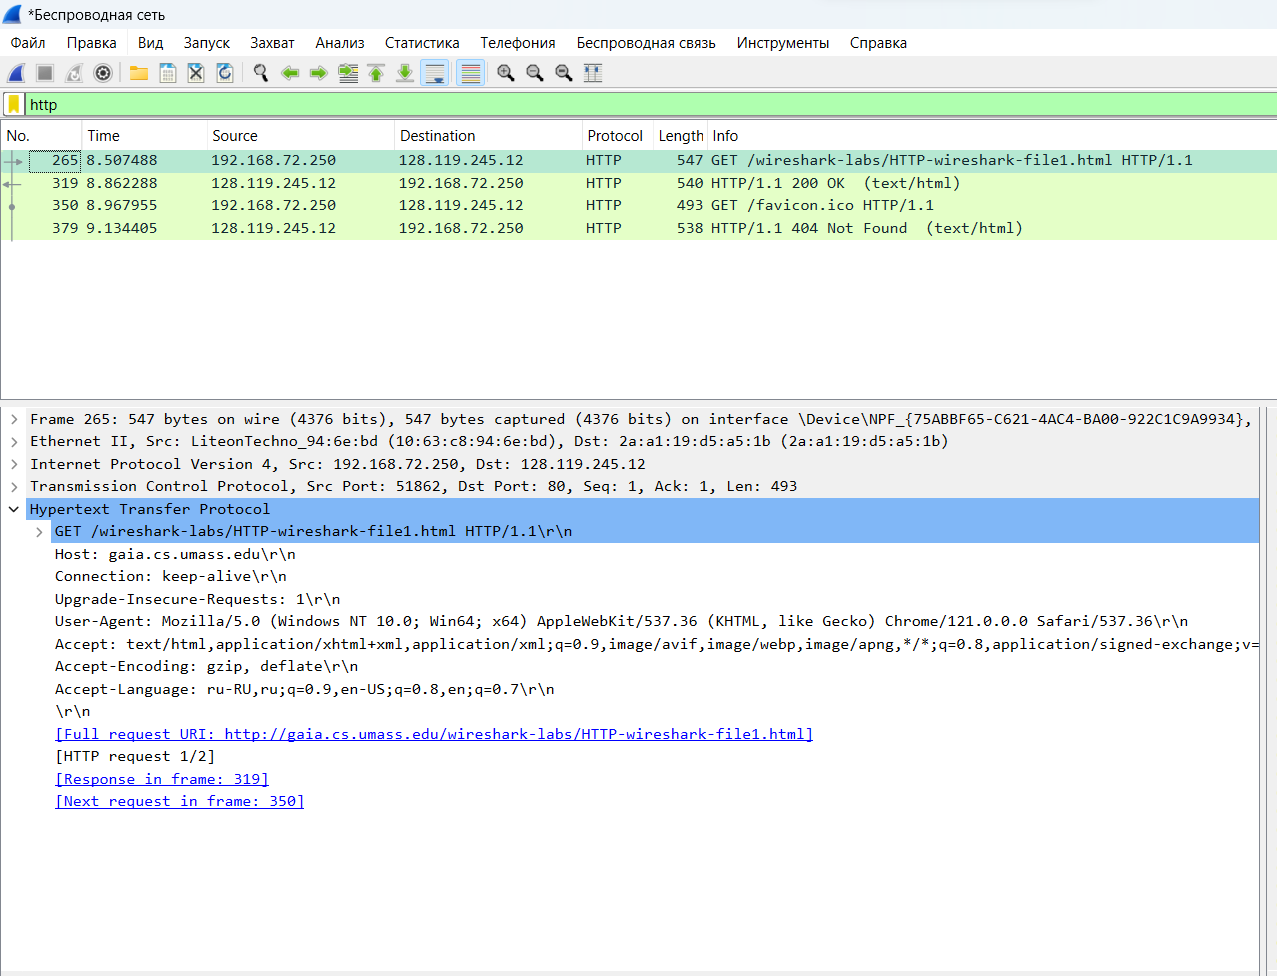 *Беспроводная сеть
Файл Правка Вид Запуск Захват Анализ Статистика Телефония Беспроводная связь Инструменты Справка
http
No. Time Source Destination Protocol Length Info
265 8.507488 192.168.72.250 128.119.245.12 HTTP 547 GET /wireshark-labs/HTTP-wireshark-file1.html HTTP/1.1
319 8.862288 128.119.245.12 192.168.72.250 HTTP 540 HTTP/1.1 200 OK (text/html)
350 8.967955 192.168.72.250 128.119.245.12 HTTP 493 GET /favicon.ico HTTP/1.1
379 9.134405 128.119.245.12 192.168.72.250 HTTP 538 HTTP/1.1 404 Not Found (text/html)
Frame 265: 547 bytes on wire (4376 bits), 547 bytes captured (4376 bits) on interface \Device\NPF_{75ABBF65-C621-4AC4-BA00-922C1C9A9934},
Ethernet II, Src: LiteonTechno_94:6e:bd (10:63:c8:94:6e:bd), Dst: 2a:a1:19:d5:a5:1b (2a:a1:19:d5:a5:1b)
Internet Protocol Version 4, Src: 192.168.72.250, Dst: 128.119.245.12
Transmission Control Protocol, Src Port: 51862, Dst Port: 80, Seq: 1, Ack: 1, Len: 493
Hypertext Transfer Protocol
GET /wireshark-labs/HTTP-wireshark-file1.html HTTP/1.1\r\n
Host: gaia.cs.umass.edu\r\n
Connection: keep-alive\r\n
Upgrade-Insecure-Requests: 1\r\n
User-Agent: Mozilla/5.0 (Windows NT 10.0; Win64; x64) AppleWebKit/537.36 (KHTML, like Gecko) Chrome/121.0.0.0 Safari/537.36\r\n
Accept: text/html,application/xhtml+xml,application/xml;q=0.9,image/avif,image/webp,image/apng,*/*;q=0.8,application/signed-exchange;v=
Accept-Encoding: gzip, deflate\r\n
Accept-Language: ru-RU,ru;q=0.9,en-US;q=0.8,en;q=0.7\r\n
\r\n
[Full request URI: http://gaia.cs.umass.edu/wireshark-labs/HTTP-wireshark-file1.html]
[HTTP request 1/2]
[Response in frame: 319]
[Next request in frame: 350]